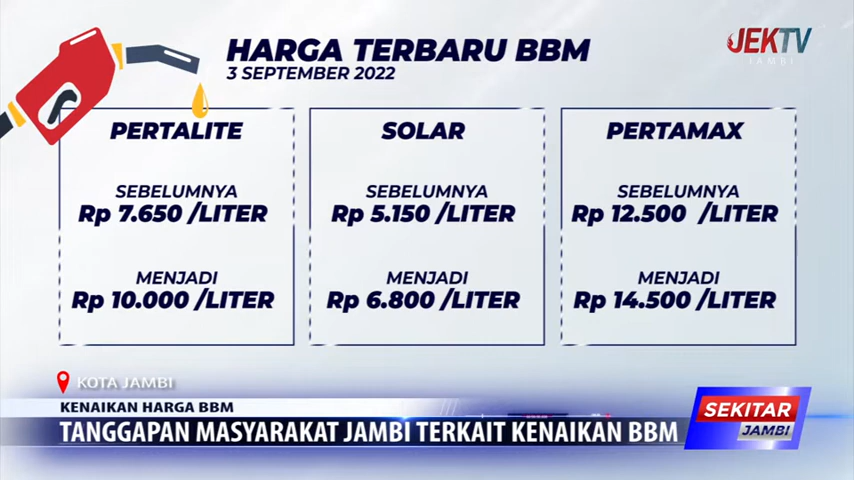 HARGA TERBARU BBM
3 SEPTEMBER 2022
JEKTV
JAMBI
PERTALITE
SEBELUMNYA
Rp 7.650 /LITER
MENJADI
Rp 10.000 /LITER
SOLAR
SEBELUMNYA
Rp 5.150 /LITER
MENJADI
Rp 6.800 /LITER
PERTAMAX
SEBELUMNYA
Rp 12.500 /LITER
MENJADI
Rp 14.500 /LITER
KOTA JAMBI
KENAIKAN HARGA BBM
TANGGAPAN MASYARAKAT JAMBI TERKAIT KENAIKAN BBM
SEKITAR
JAMBI